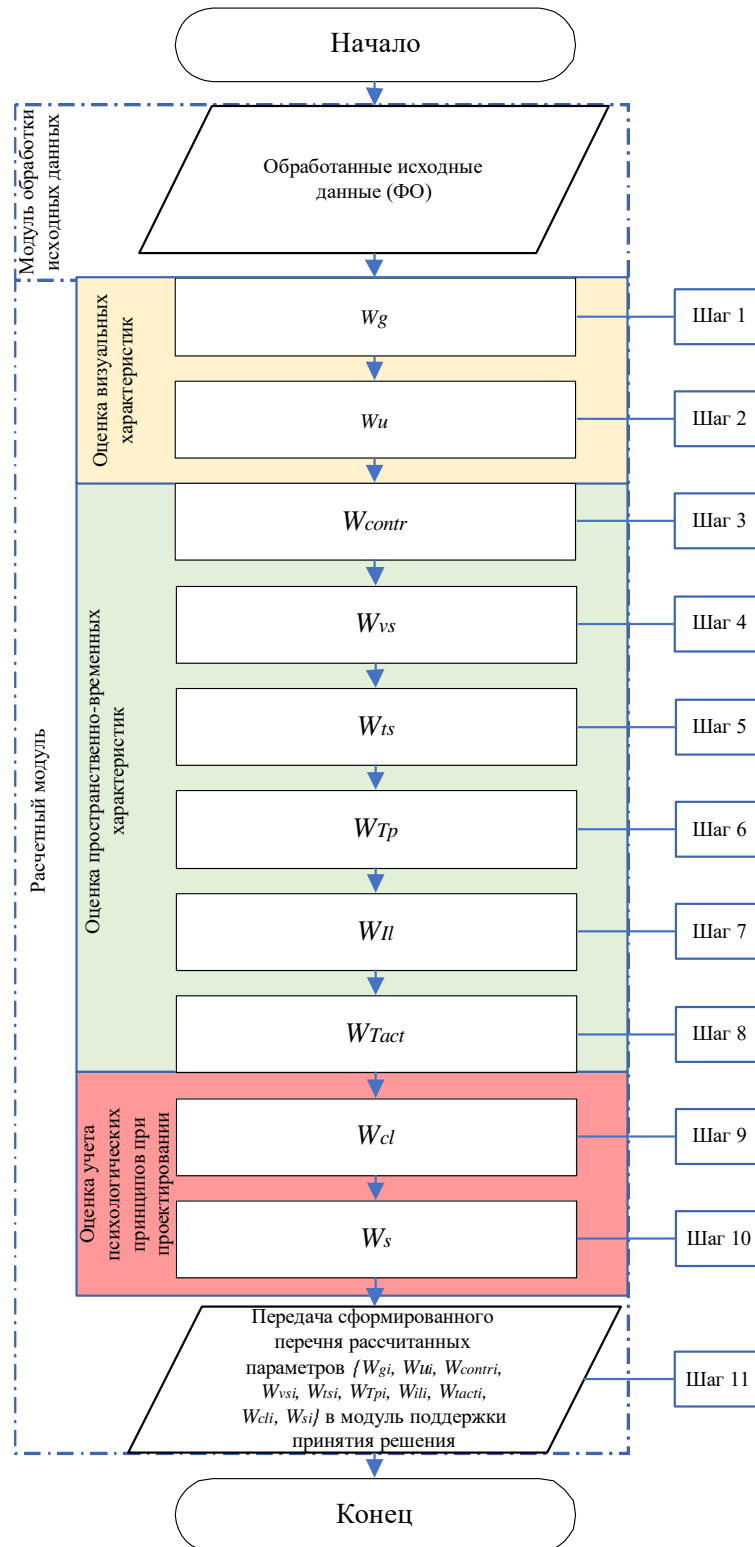 Начало
Модуль обработки
исходных данных
Обработанные исходные
данные (ФО)
Расчетный модуль
Оценка визуальных
характеристик
Wg
Шаг 1
Wu
Шаг 2
Оценка пространственно-временных
характеристик
Wcontr
Шаг 3
Wvs
Шаг 4
Wts
Шаг 5
WTp
Шаг 6
WIl
Шаг 7
WTact
Шаг 8
Оценка учета
психологических
принципов при
проектировании
Wcl
Шаг 9
Ws
Шаг 10
Передача сформированного
перечня рассчитанных
параметров {Wgi, Wui, Wcontri,
Wvsi, Wtsi, WTpi, Wili, Wtacti,
Wcli, Wsi} в модуль поддержки
принятия решения
Шаг 11
Конец